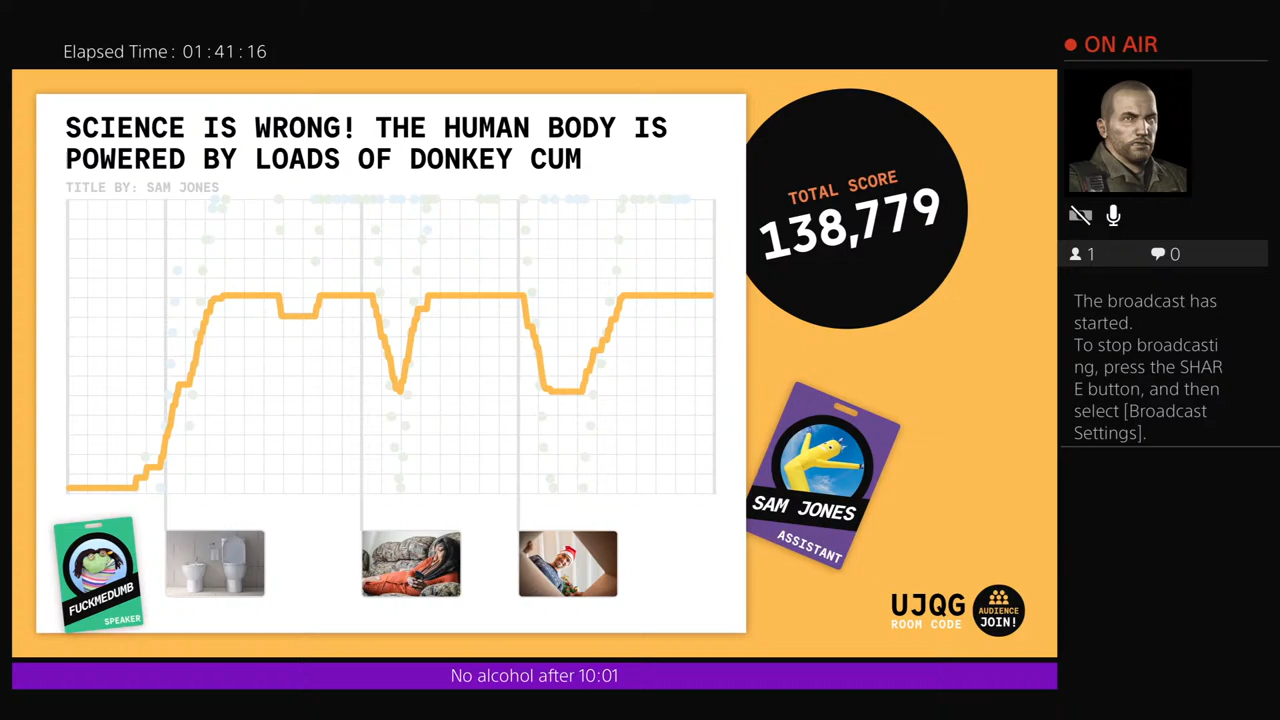 Elapsed Time: 01:41:16
ON AIR
SCIENCE IS WRONG! THE HUMAN BODY IS
POWERED BY LOADS OF DONKEY CUM
TITLE BY: SAM JONES
TOTAL SCORE
138,779
1
0
The broadcast has
started.
To stop broadcasti
ng, press the SHAR
E button, and then
select [Broadcast
Settings].
SAM JONES
ASSISTANT
FUCKMEDUMB
SPEAKER
UJQG
ROOM CODE
AUDIENCE
JOIN!
No alcohol after 10:01